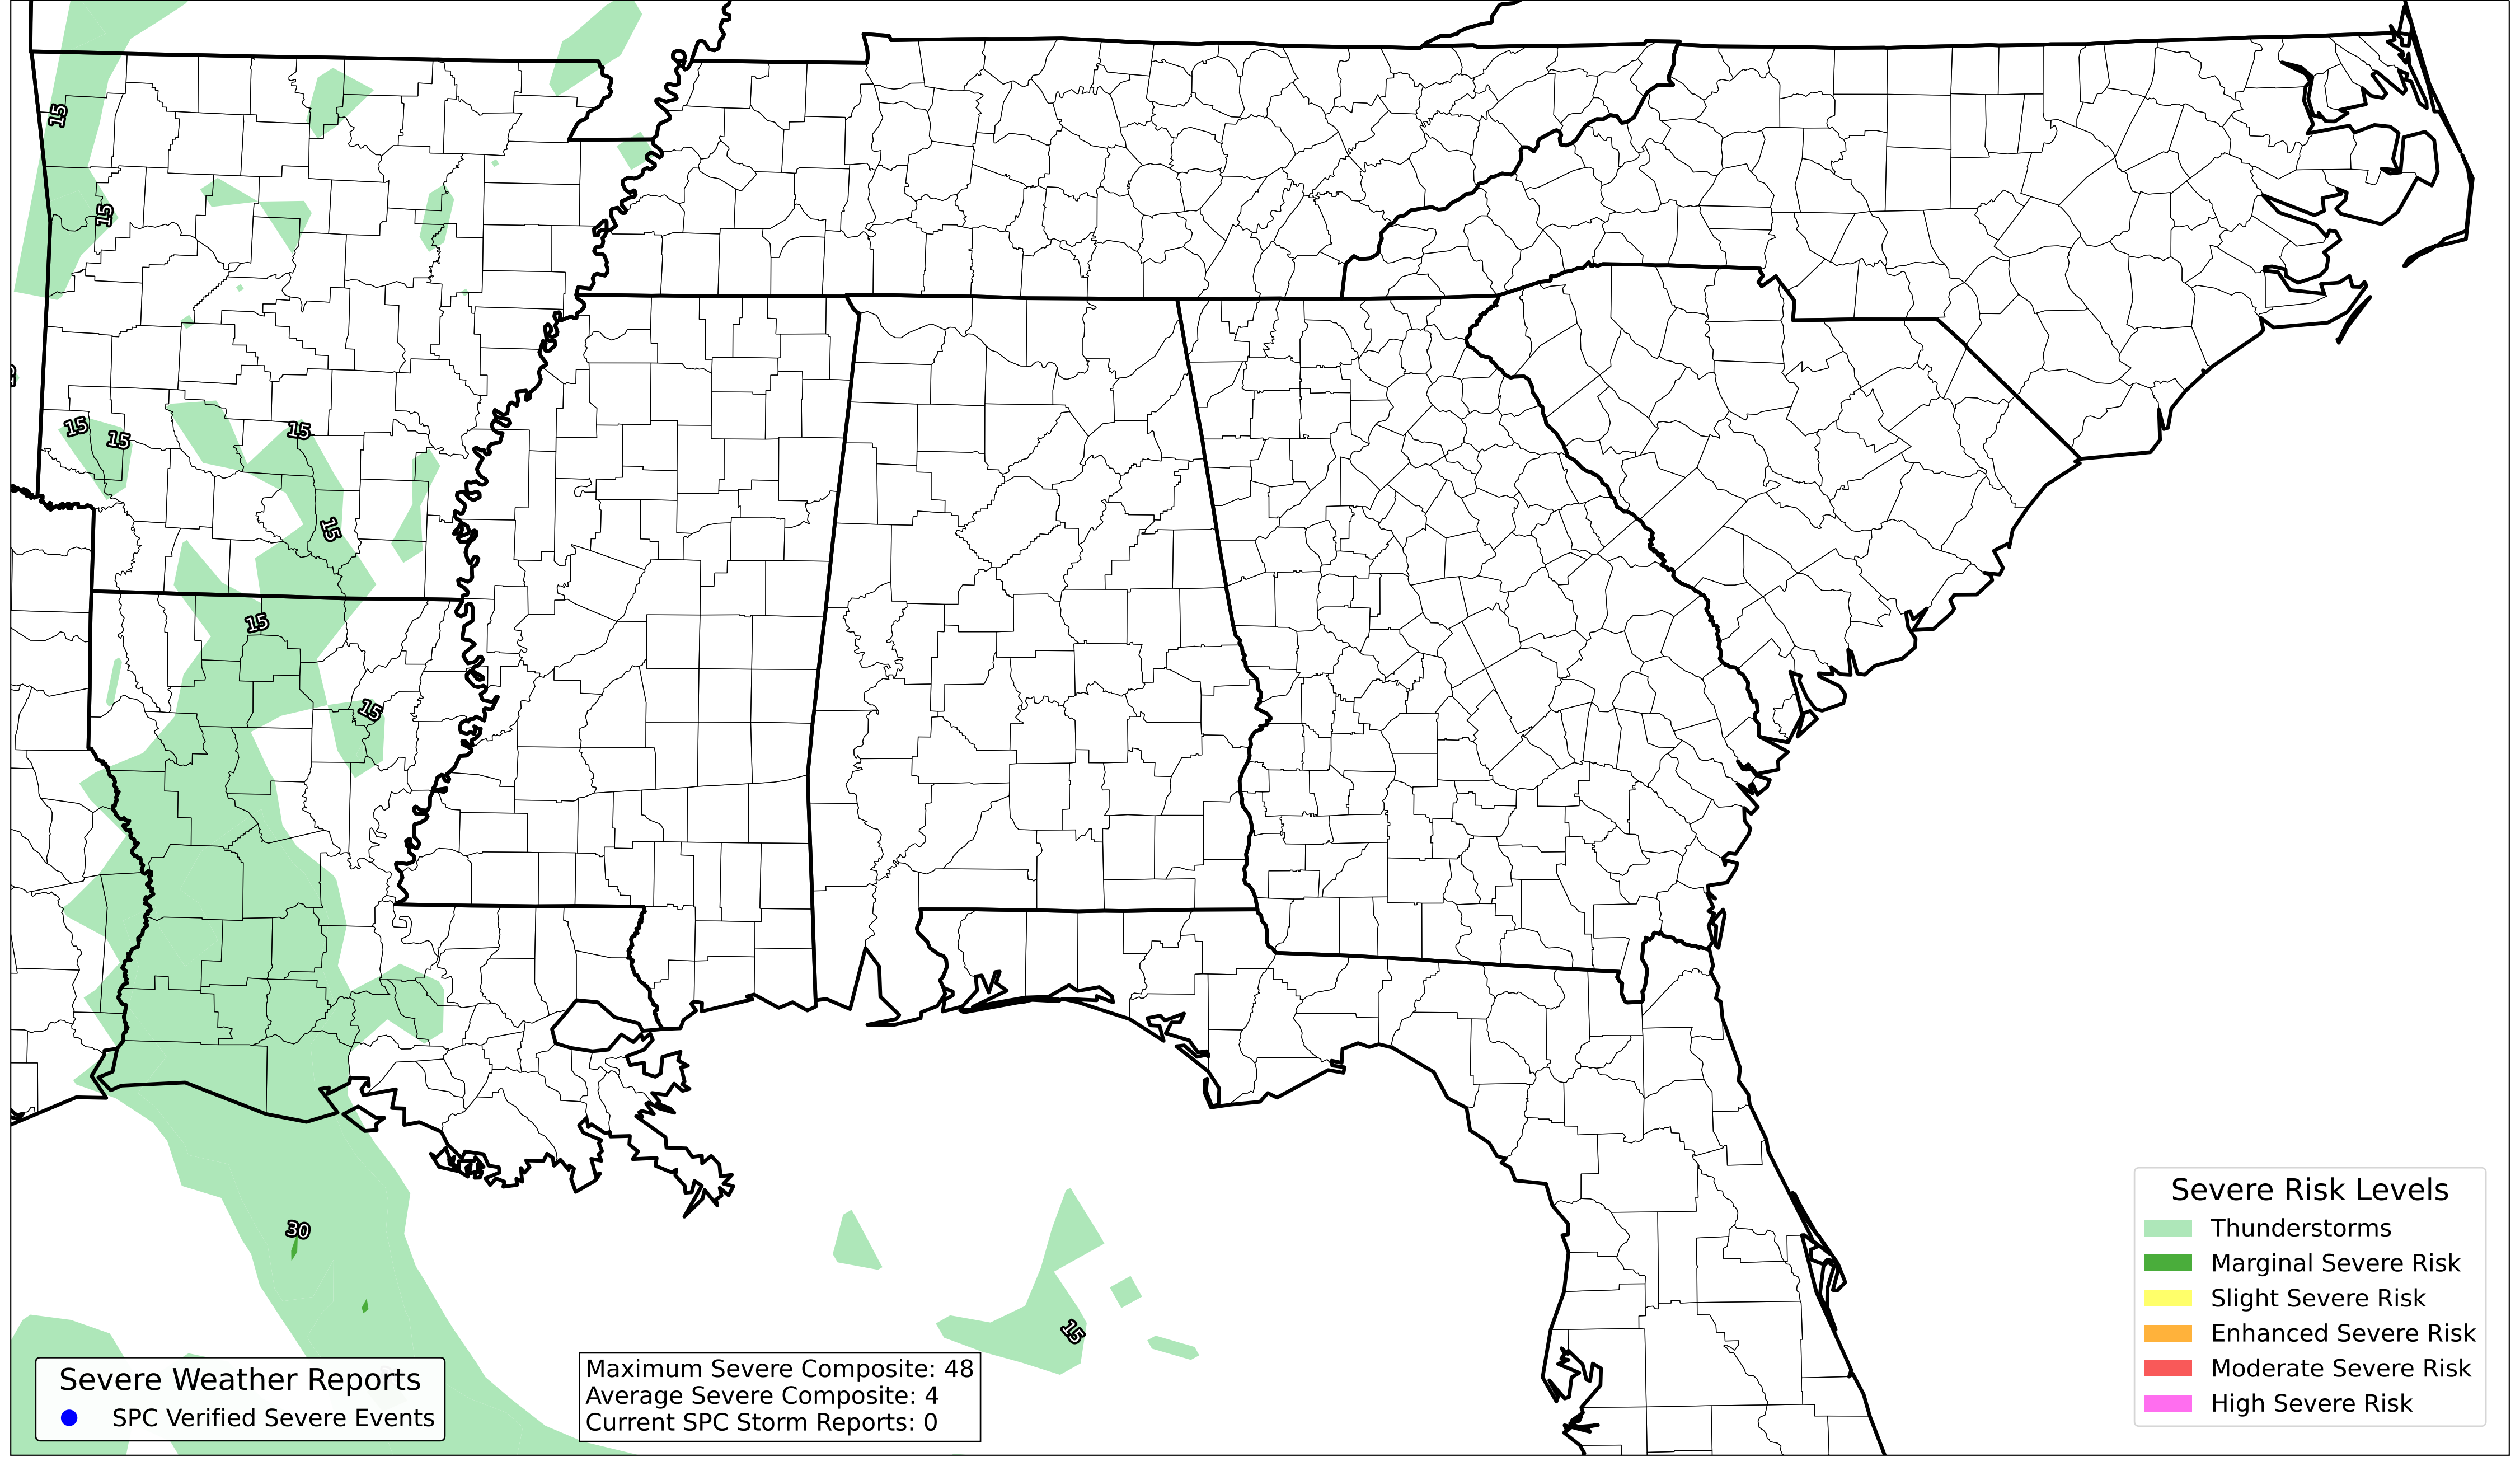 15
15
15
15
15
15
15
15
30
15
Severe Risk Levels
Thunderstorms
Marginal Severe Risk
Slight Severe Risk
Enhanced Severe Risk
Moderate Severe Risk
High Severe Risk
Severe Weather Reports
SPC Verified Severe Events
Maximum Severe Composite: 48
Average Severe Composite: 4
Current SPC Storm Reports: 0